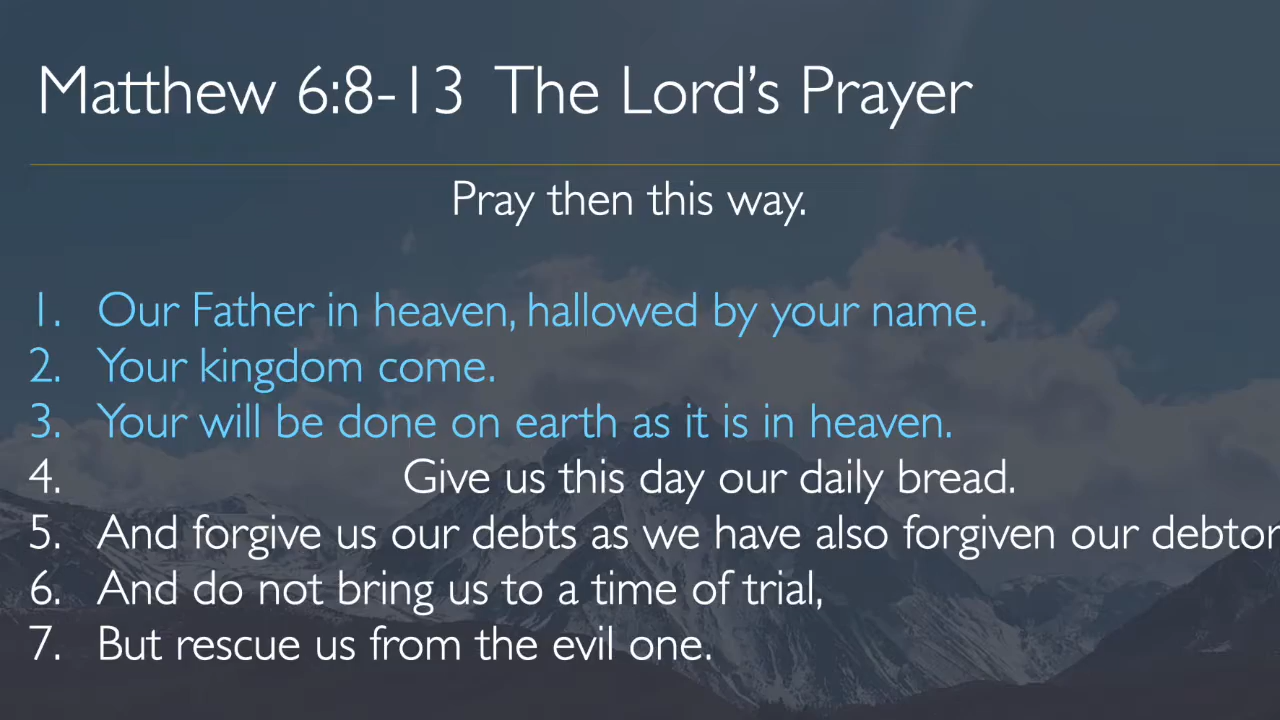 Matthew 6:8-13 The Lord's Prayer
Pray then this way.
1. Our Father in heaven, hallowed by your name.
2. Your kingdom come.
3. Your will be done on earth as it is in heaven.
4. Give us this day our daily bread.
5. And forgive us our debts as we have also forgiven our debtor
6. And do not bring us to a time of trial,
7. But rescue us from the evil one.